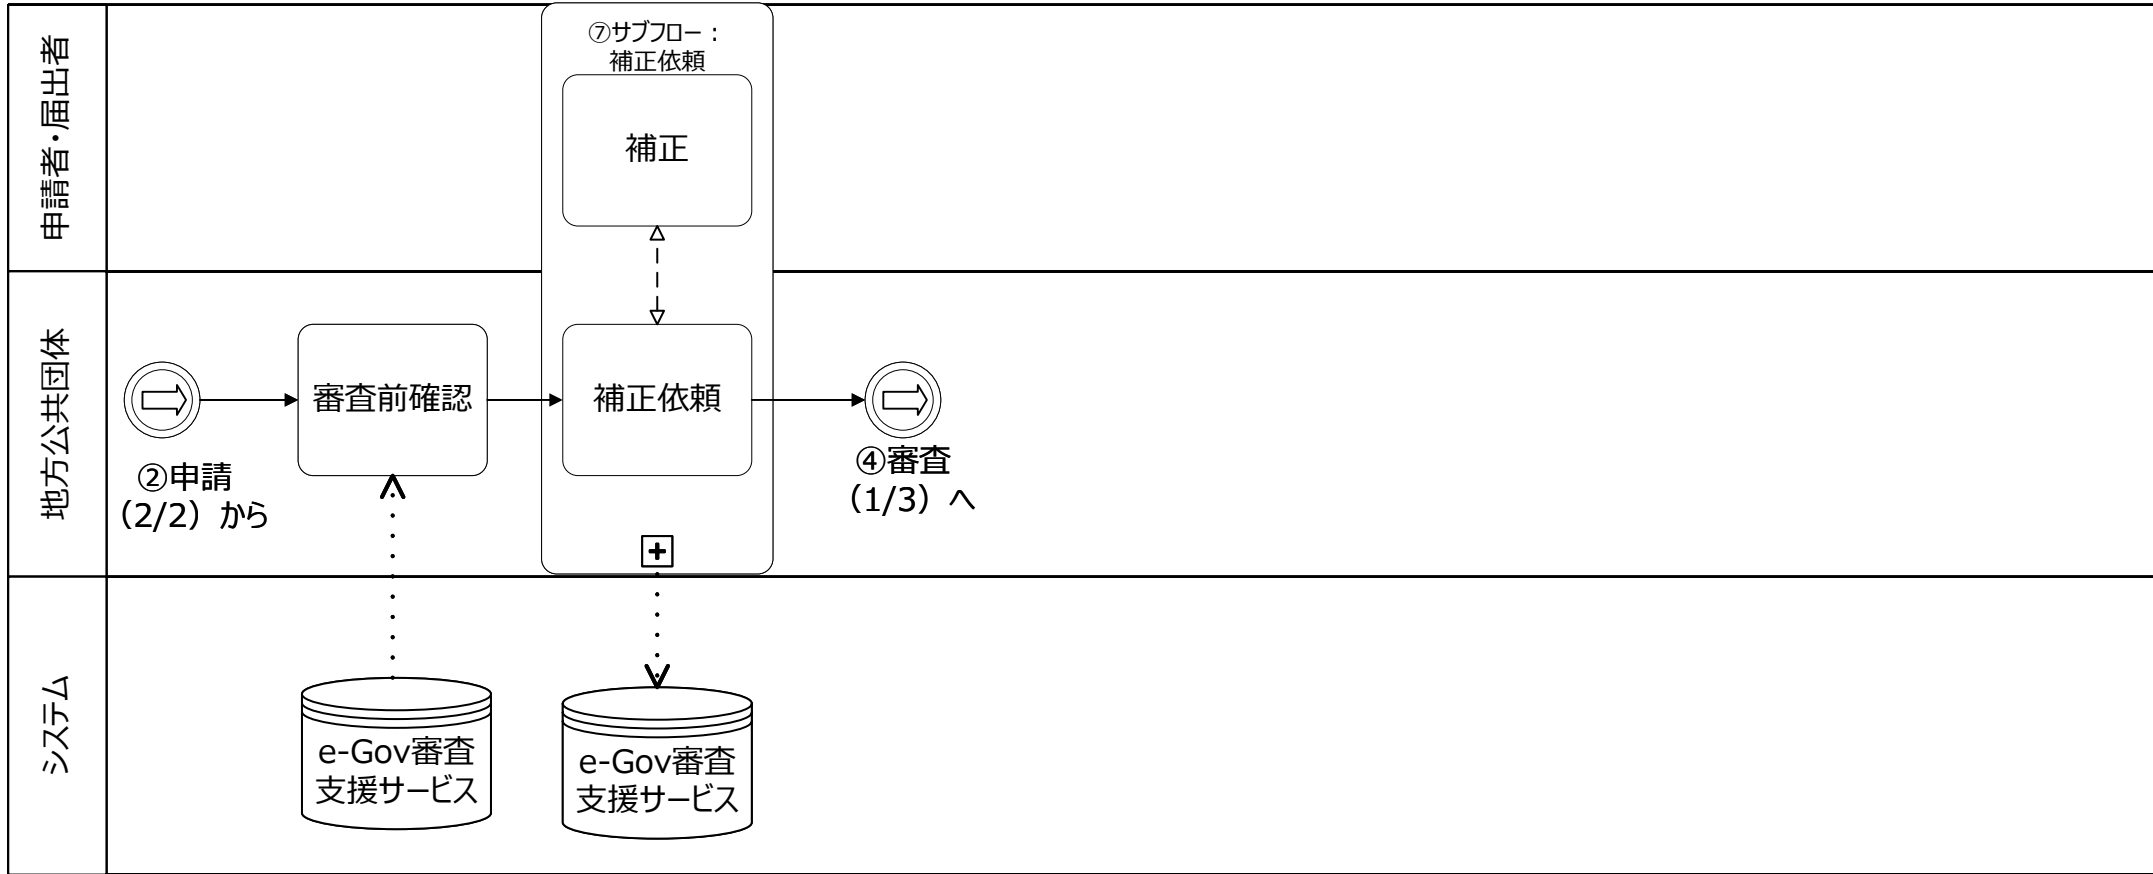 申請者・届出者
⑦サブフロー：
補正依頼
補正
地方公共団体
②申請
（2/2）から
審査前確認
補正依頼
④審査
（1/3）へ
システム
e-Gov審査
支援サービス
e-Gov審査
支援サービス